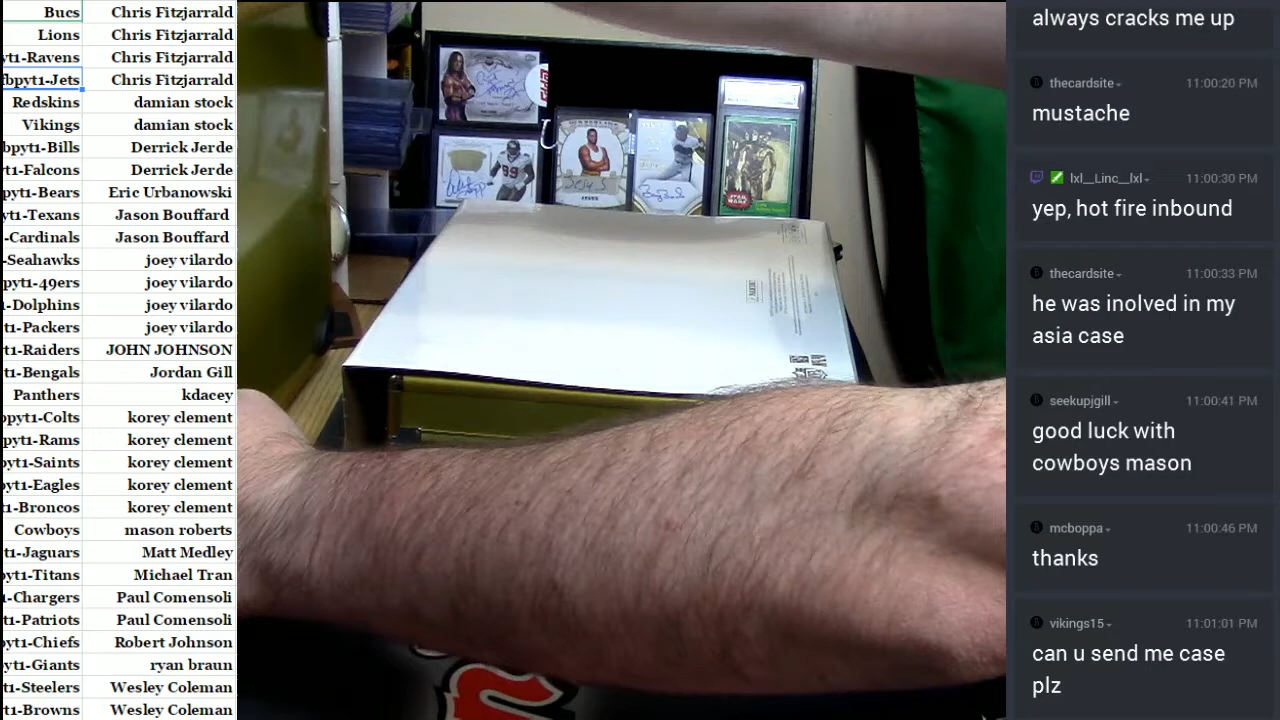 Bucs Chris Fitzjarrald
Lions Chris Fitzjarrald
yt1-Ravens Chris Fitzjarrald
fbpyt1-Jets Chris Fitzjarrald
Redskins damian stock
Vikings damian stock
bpyt1-Bills Derrick Jerde
t1-Falcons Derrick Jerde
pyt1-Bears Eric Urbanowski
yt1-Texans Jason Bouffard
-Cardinals Jason Bouffard
-Seahawks joey vilardo
pyt1-49ers joey vilardo
1-Dolphins joey vilardo
t1-Packers joey vilardo
t1-Raiders JOHN JOHNSON
t1-Bengals Jordan Gill
Panthers kdacey
opyt1-Colts korey clement
pyt1-Rams korey clement
yt1-Saints korey clement
yt1-Eagles korey clement
t1-Broncos korey clement
Cowboys mason roberts
t1-Jaguars Matt Medley
yt1-Titans Michael Tran
1-Chargers Paul Comensoli
t1-Patriots Paul Comensoli
yt1-Chiefs Robert Johnson
yt1-Giants ryan braun
t1-Steelers Wesley Coleman
t1-Browns Wesley Coleman
99
STAR WARS
always cracks me up
thecardsite 11:00:20 PM
mustache
lxl__Linc__lxl 11:00:30 PM
yep, hot fire inbound
thecardsite 11:00:33 PM
he was inolved in my
asia case
seekupjgill 11:00:41 PM
good luck with
cowboys mason
mcboppa 11:00:46 PM
thanks
vikings15 11:01:01 PM
can u send me case
plz